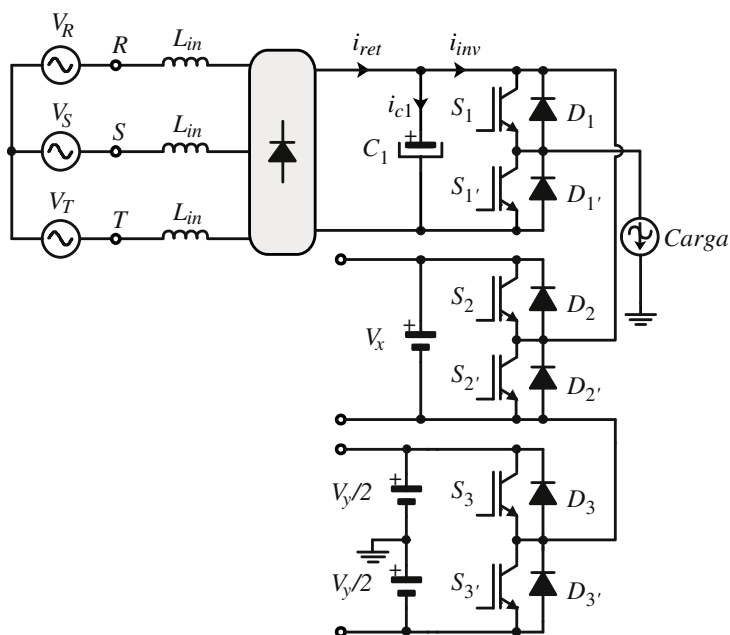 V_R R L_in
i_ret i_inv
i_c1
+
C_1
S_1 D_1
V_S S L_in
S_1' D_1'
V_T T L_in
Carga
+
V_x
S_2 D_2
S_2' D_2'
+
V_y/2
S_3 D_3
+
V_y/2
S_3' D_3'